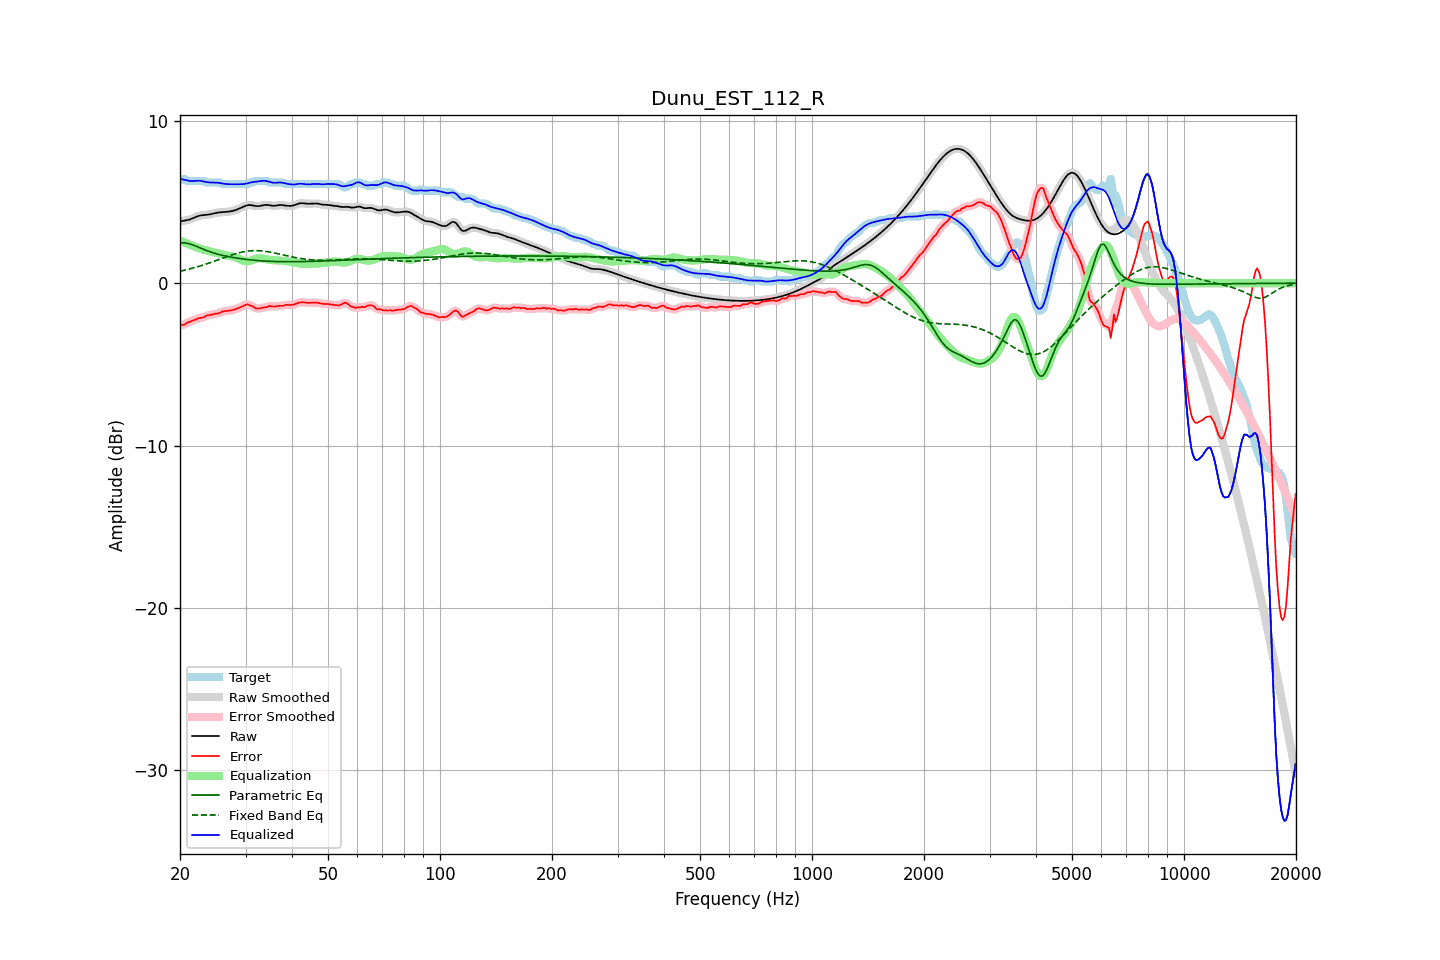 Dunu_EST_112_R
10
0
−10
−20
−30
Amplitude (dBr)
Target
Raw Smoothed
Error Smoothed
Raw
Error
Equalization
Parametric Eq
Fixed Band Eq
Equalized
20 50 100 200 500 1000 2000 5000 10000 20000
Frequency (Hz)